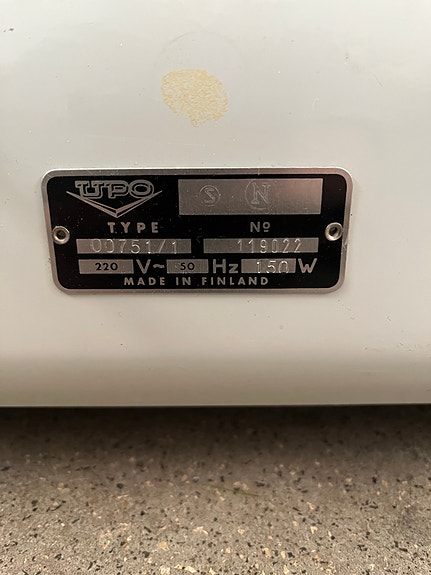 UPO
S N
TYPE Nº
00751/1 119022
220 V~ 50 Hz 150 W
MADE IN FINLAND